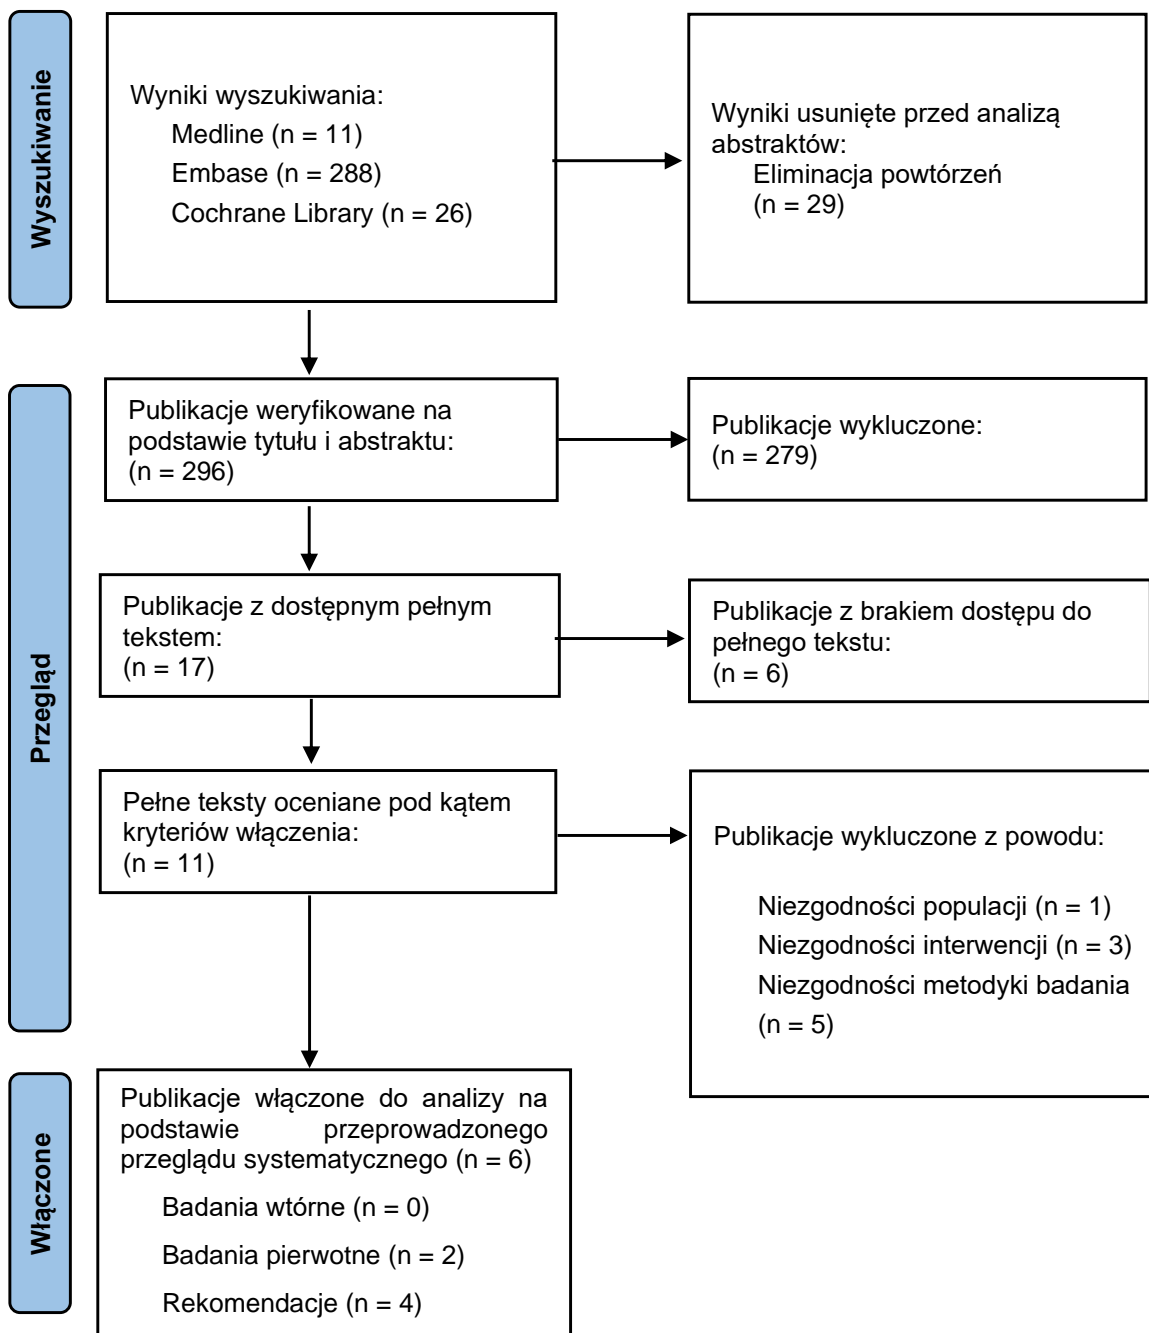 Wyszukiwanie
Wyniki wyszukiwania:
Medline (n = 11)
Embase (n = 288)
Cochrane Library (n = 26)
Wyniki usunięte przed analizą
abstraktów:
Eliminacja powtórzeń
(n = 29)
Przegląd
Publikacje weryfikowane na
podstawie tytułu i abstraktu:
(n = 296)
Publikacje wykluczone:
(n = 279)
Publikacje z dostępnym pełnym
tekstem:
(n = 17)
Publikacje z brakiem dostępu do
pełnego tekstu:
(n = 6)
Pełne teksty oceniane pod kątem
kryteriów włączenia:
(n = 11)
Publikacje wykluczone z powodu:
Niezgodności populacji (n = 1)
Niezgodności interwencji (n = 3)
Niezgodności metodyki badania
(n = 5)
Włączone
Publikacje włączone do analizy na
podstawie przeprowadzonego
przeglądu systematycznego (n = 6)
Badania wtórne (n = 0)
Badania pierwotne (n = 2)
Rekomendacje (n = 4)